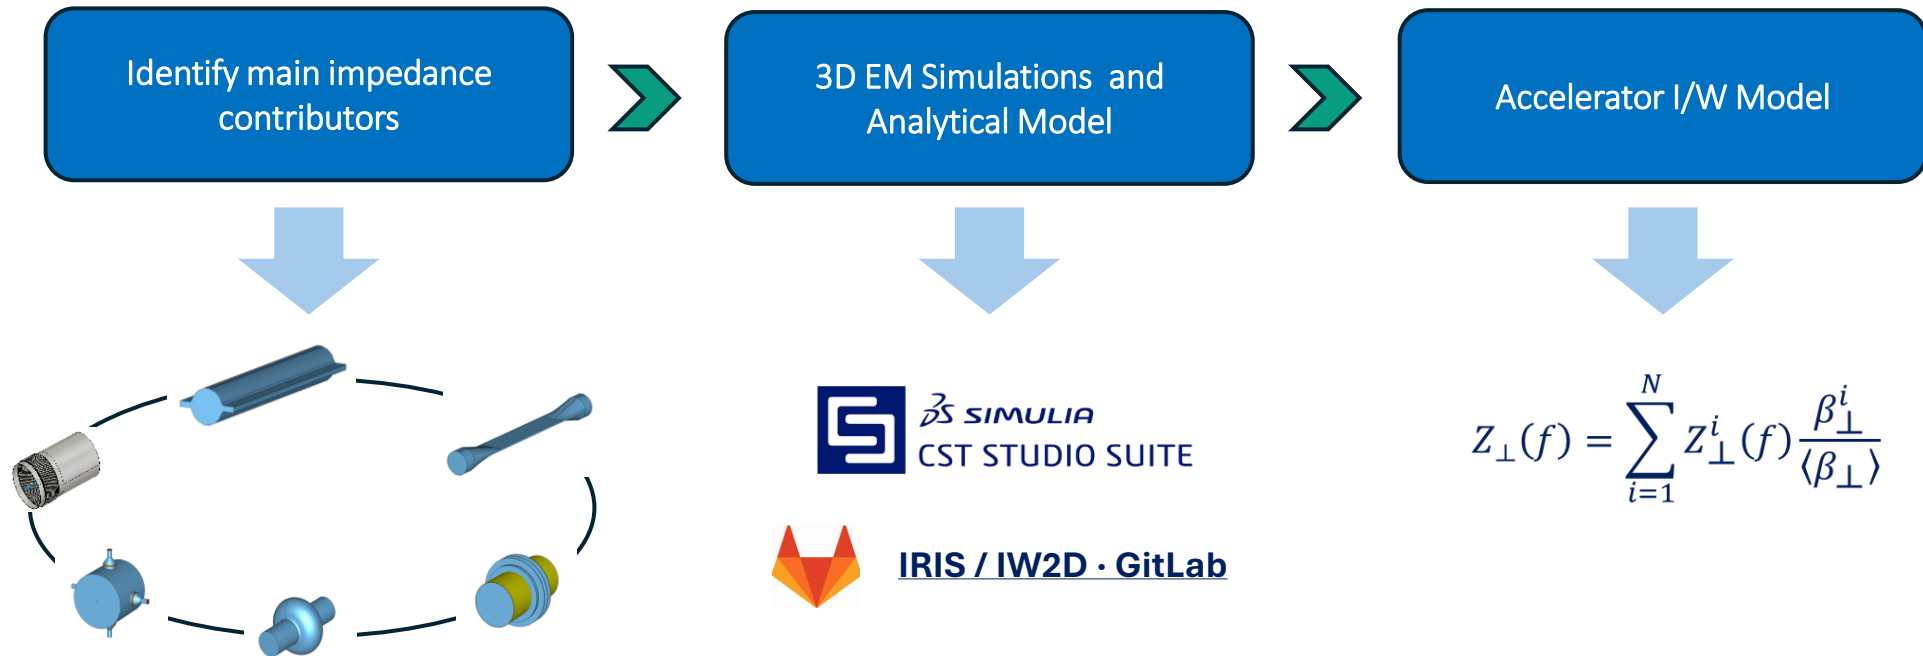 Identify main impedance
contributors
3D EM Simulations and
Analytical Model
Accelerator I/W Model
3DS SIMULIA
CST STUDIO SUITE
IRIS / IW2D · GitLab
Z⊥(f) = ∑_{i=1}^{N} Z⊥^i(f) β⊥^i / ⟨β⊥⟩